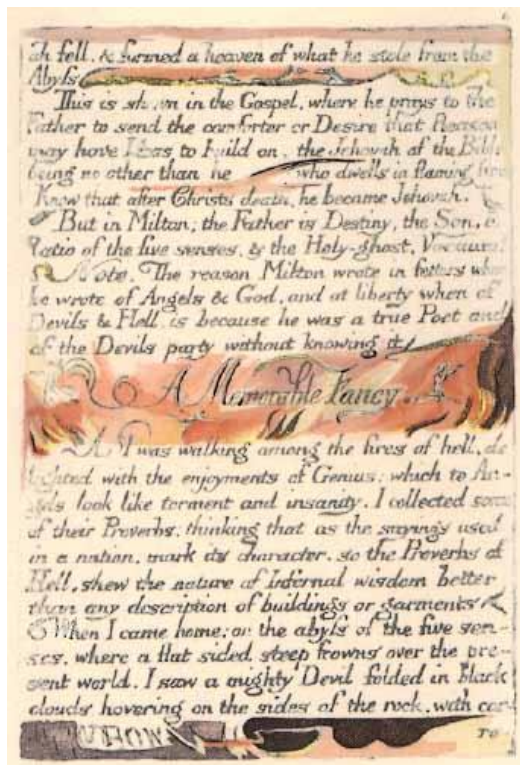 ah fell. & formed a heaven of what he stole from the
Abyss
This is shewn in the Gospel, where he prays to the
Father to send the comforter or Desire that Reason
may have Ideas to build on, the Jehovah of the Bible
being no other than he who dwells in flaming fire
Know that after Christs death, he became Jehovah.
But in Milton; the Father is Destiny, the Son, a
Ratio of the five senses, & the Holy-ghost, Vacuum!
Note. The reason Milton wrote in fetters when
he wrote of Angels & God, and at liberty when of
Devils & Hell, is because he was a true Poet and
of the Devils party without knowing it
A Memorable Fancy.
As I was walking among the fires of hell, de-
lighted with the enjoyments of Genius; which to An-
gels look like torment and insanity. I collected some
of their Proverbs: thinking that as the sayings used
in a nation, mark its character, so the Proverbs of
Hell, shew the nature of Infernal wisdom better
than any description of buildings or garments
When I came home; on the abyss of the five sen-
ses, where a flat sided steep frowns over the pre-
sent world. I saw a mighty Devil folded in black
clouds hovering on the sides of the rock, with cor-